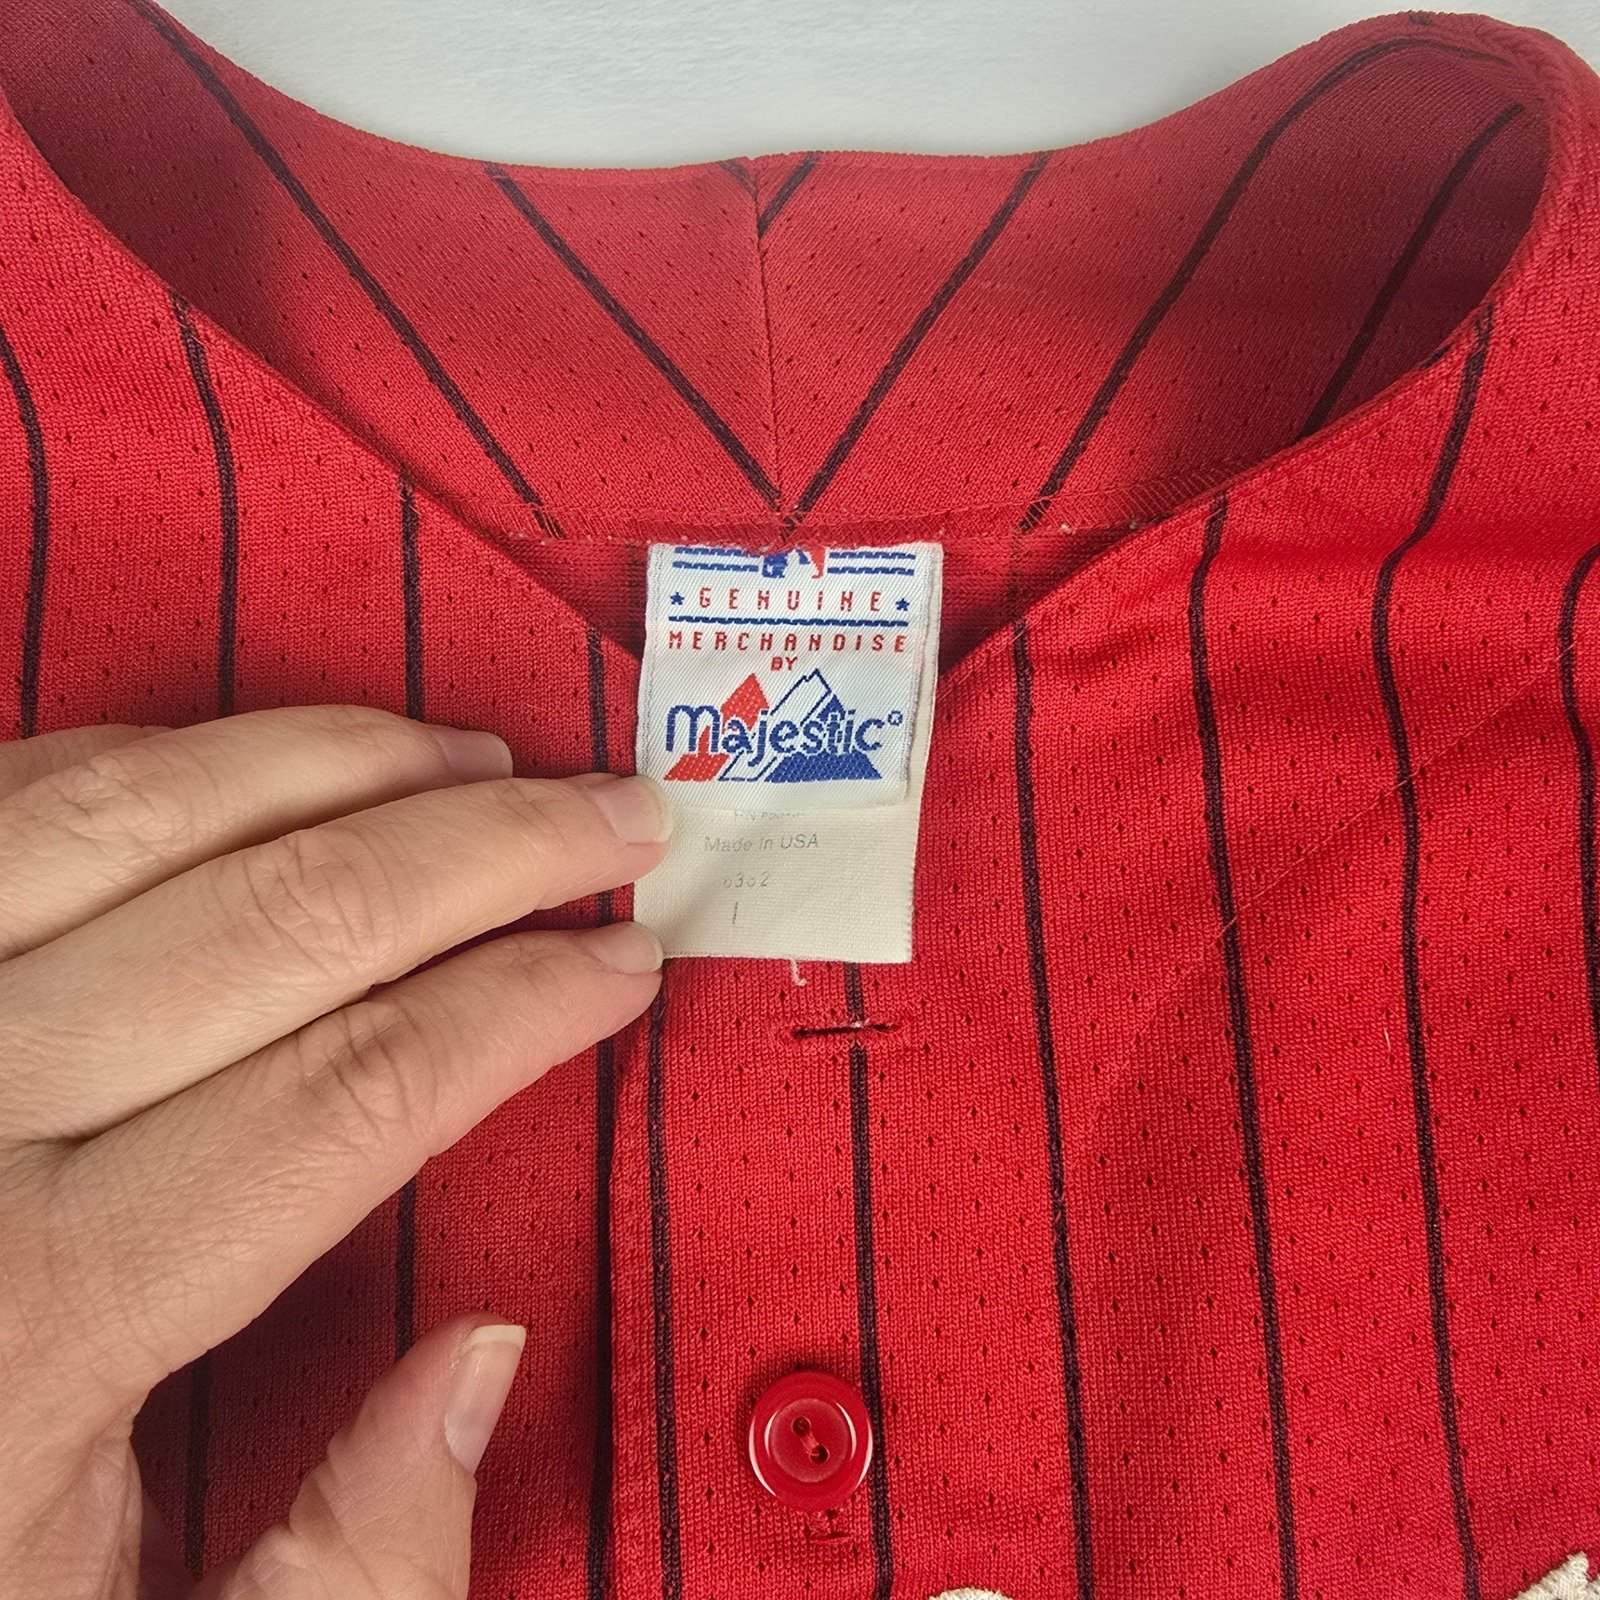 GENUINE
MERCHANDISE
BY
Majestic®
Made in USA